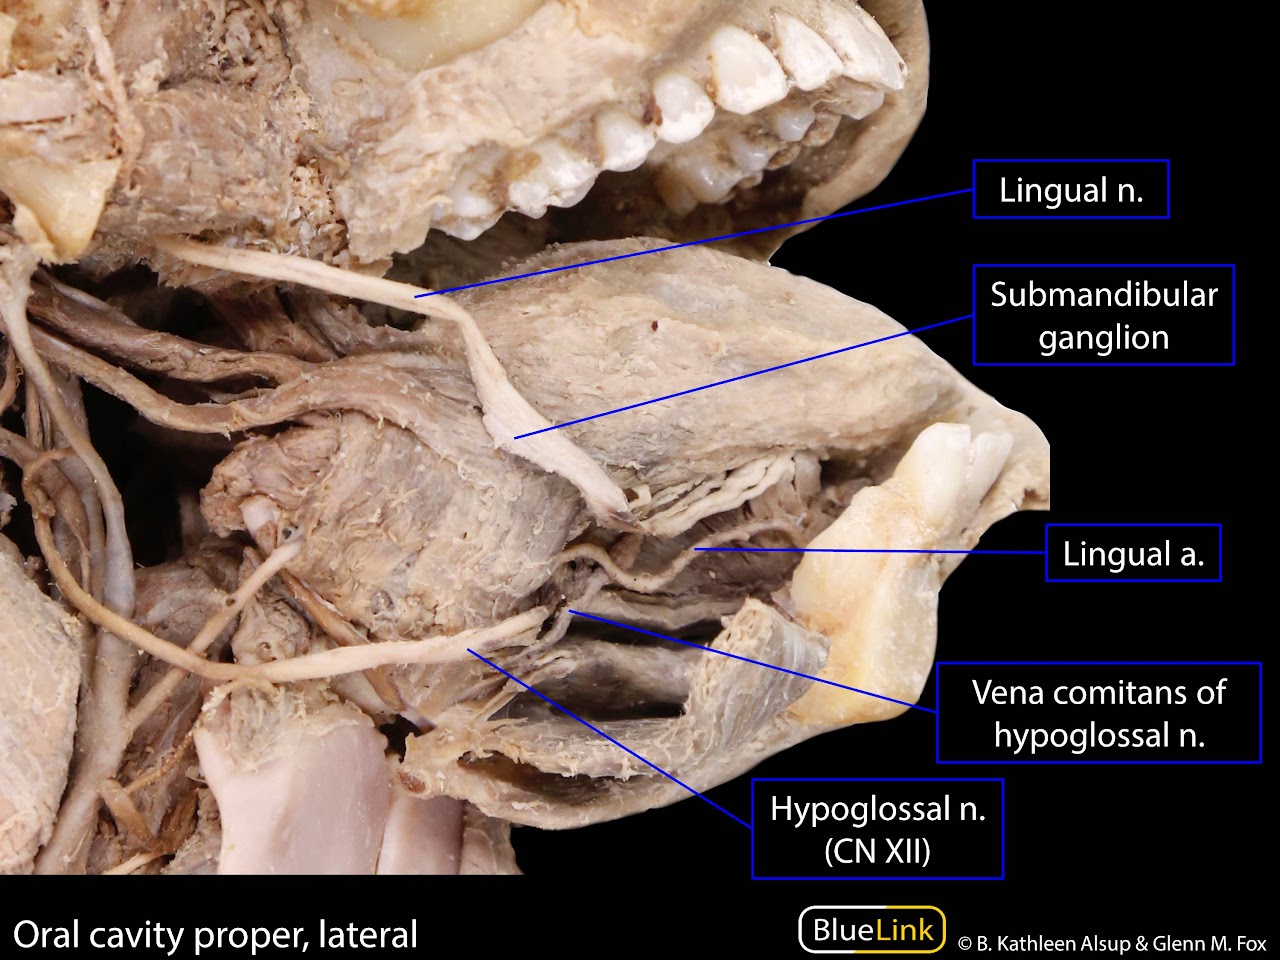 Lingual n.
Submandibular
ganglion
Lingual a.
Vena comitans of
hypoglossal n.
Hypoglossal n.
(CN XII)
Oral cavity proper, lateral
BlueLink
© B. Kathleen Alsup & Glenn M. Fox